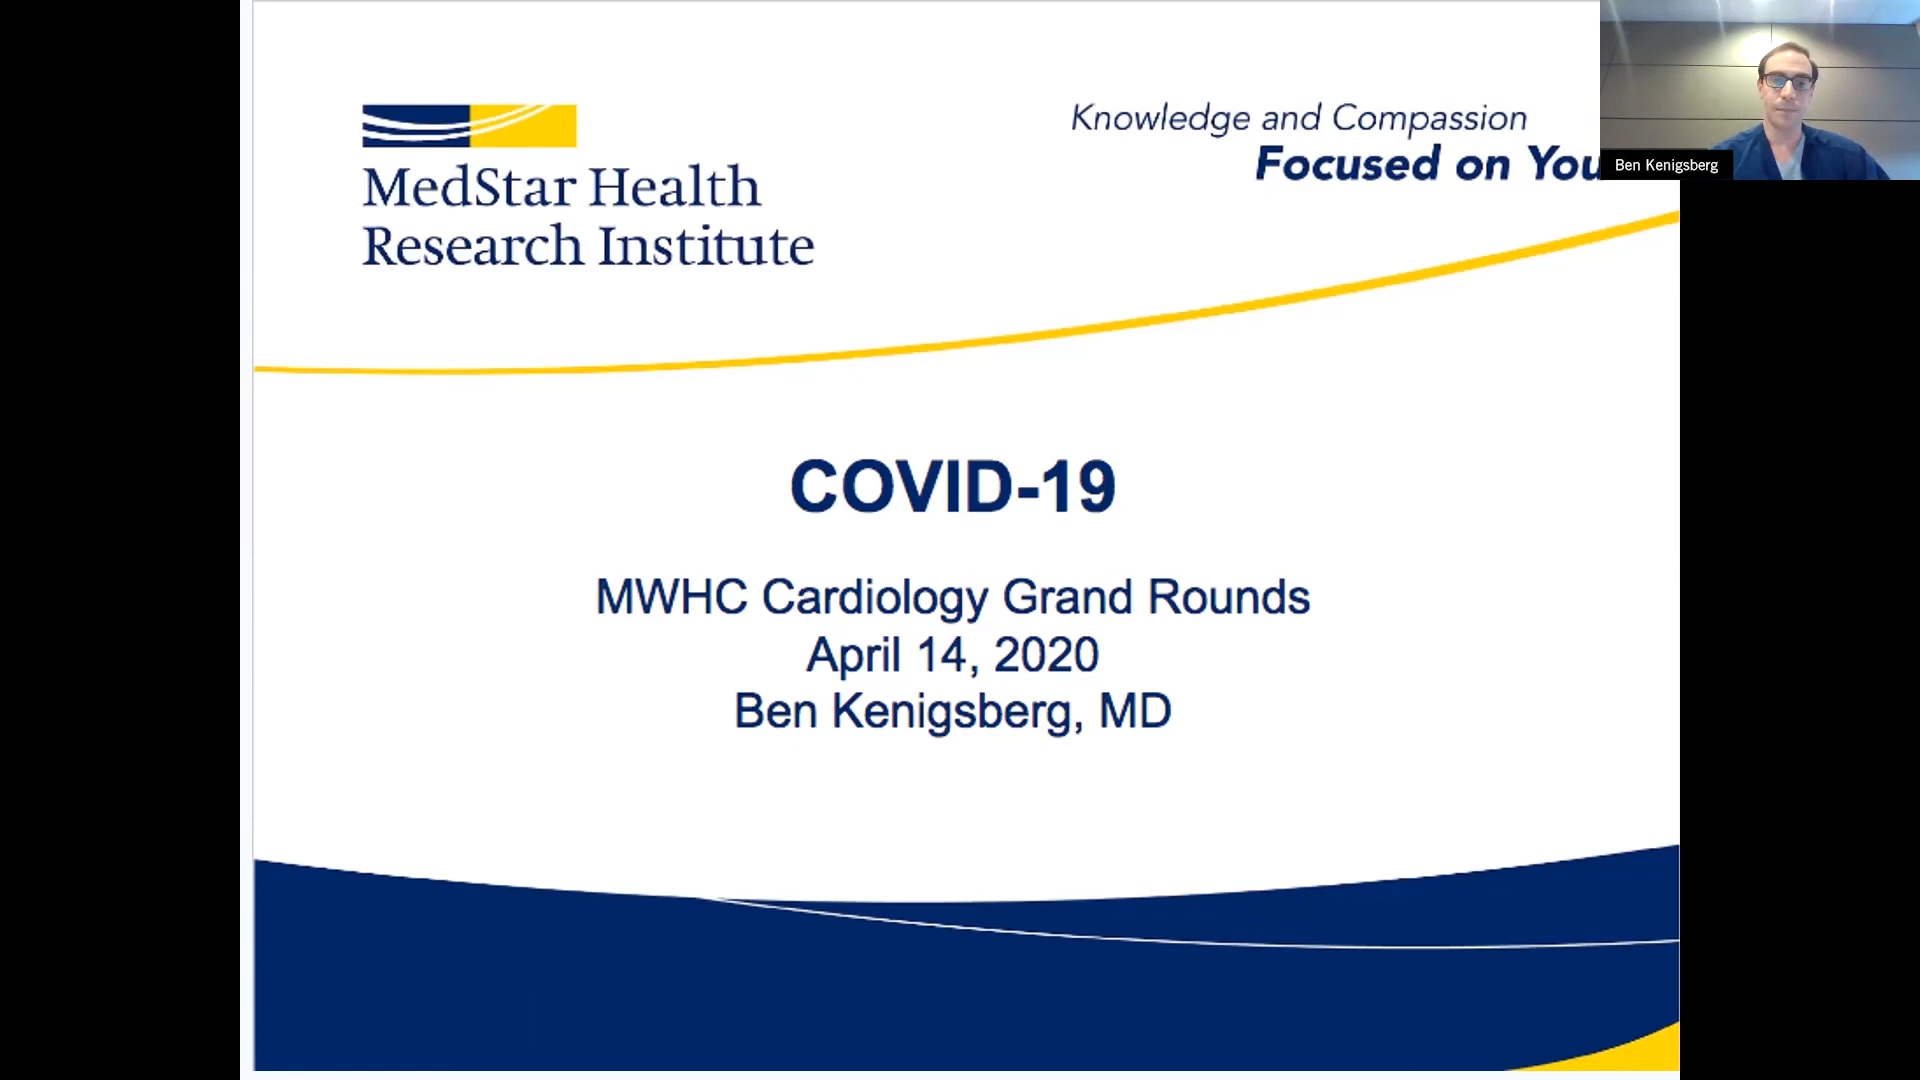 MedStar Health
Research Institute
Knowledge and Compassion
Focused on You
Ben Kenigsberg
COVID-19
MWHC Cardiology Grand Rounds
April 14, 2020
Ben Kenigsberg, MD